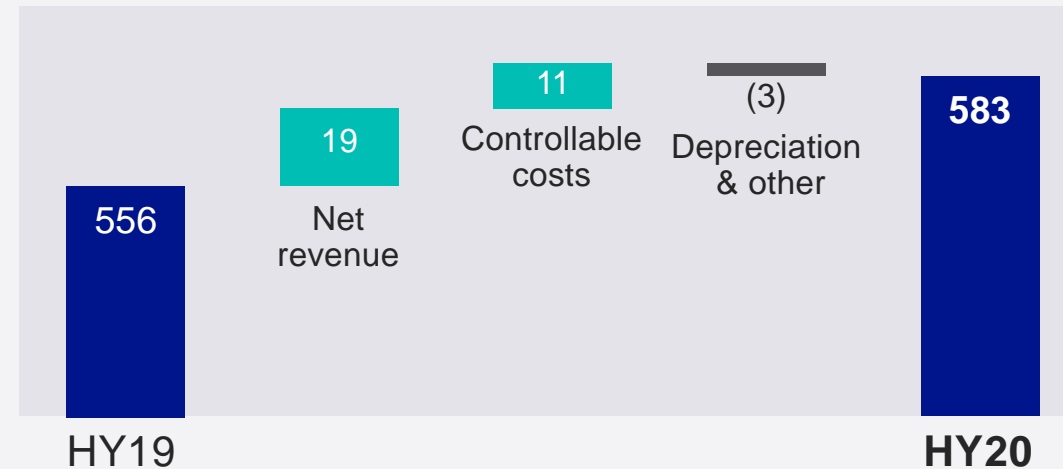 556
HY19
19
Net
revenue
11
Controllable
costs
(3)
Depreciation
& other
583
HY20